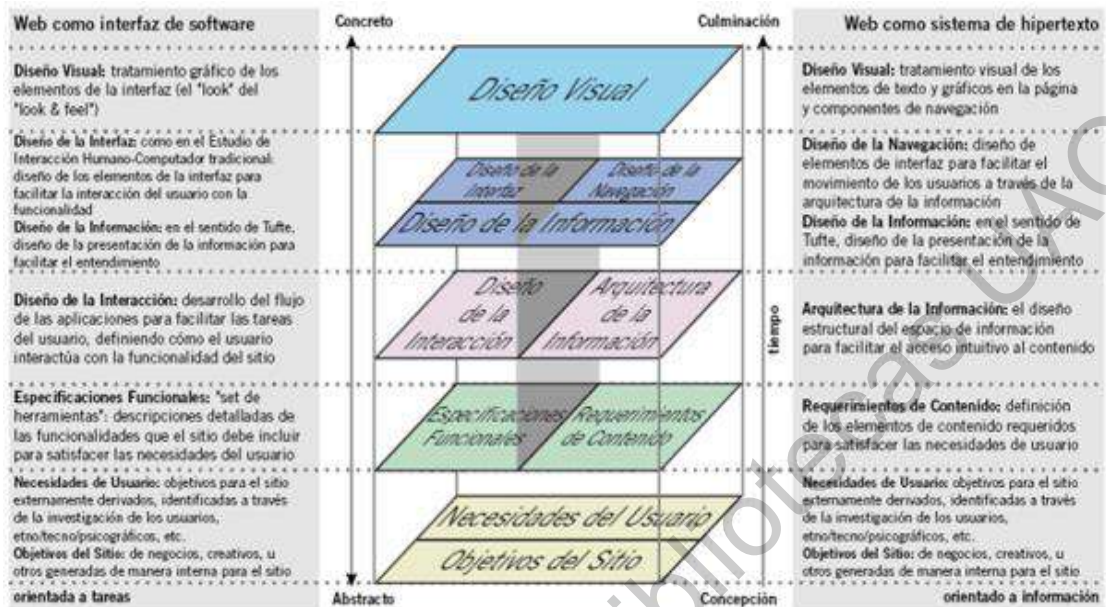 Web como interfaz de software
Diseño Visual: tratamiento gráfico de los
elementos de la interfaz (el "look" del
"look & feel")
Diseño de la Interfaz: como en el Estudio de
Interacción Humano-Computador tradicional:
diseño de los elementos de la interfaz para
facilitar la interacción del usuario con la
funcionalidad
Diseño de la Información: en el sentido de Tufte,
diseño de la presentación de la información para
facilitar el entendimiento
Diseño de la Interacción: desarrollo del flujo
de las aplicaciones para facilitar las tareas
del usuario, definiendo cómo el usuario
interactúa con la funcionalidad del sitio
Especificaciones Funcionales: "set de
herramientas": descripciones detalladas de
las funcionalidades que el sitio debe incluir
para satisfacer las necesidades del usuario
Necesidades de Usuario: objetivos para el sitio
externamente derivados, identificadas a través
de la investigación de los usuarios,
etno/tecno/psicográficos, etc.
Objetivos del Sitio: de negocios, creativos, u
otros generadas de manera interna para el sitio
orientada a tareas
Concreto
Culminación
Diseño Visual
Diseño de la
Interfaz
Diseño de la
Navegación
Diseño de la Información
Diseño
de la
Interacción
Arquitectura
de la
Información
Especificaciones
Funcionales
Requerimientos
de Contenido
Necesidades del Usuario
Objetivos del Sitio
tiempo
Abstracto
Concepción
Web como sistema de hipertexto
Diseño Visual: tratamiento visual de los
elementos de texto y gráficos en la página
y componentes de navegación
Diseño de la Navegación: diseño de
elementos de interfaz para facilitar el
movimiento de los usuarios a través de la
arquitectura de la información
Diseño de la Información: en el sentido de
Tufte, diseño de la presentación de la
información para facilitar el entendimiento
Arquitectura de la Información: el diseño
estructural del espacio de información
para facilitar el acceso intuitivo al contenido
Requerimientos de Contenido: definición
de los elementos de contenido requeridos
para satisfacer las necesidades de usuario
Necesidades de Usuario: objetivos para el sitio
externamente derivados, identificadas a través
de la investigación de los usuarios,
etno/tecno/psicográficos, etc.
Objetivos del Sitio: de negocios, creativos, u
otros generadas de manera interna para el sitio
orientado a información
bibliotecas UAC